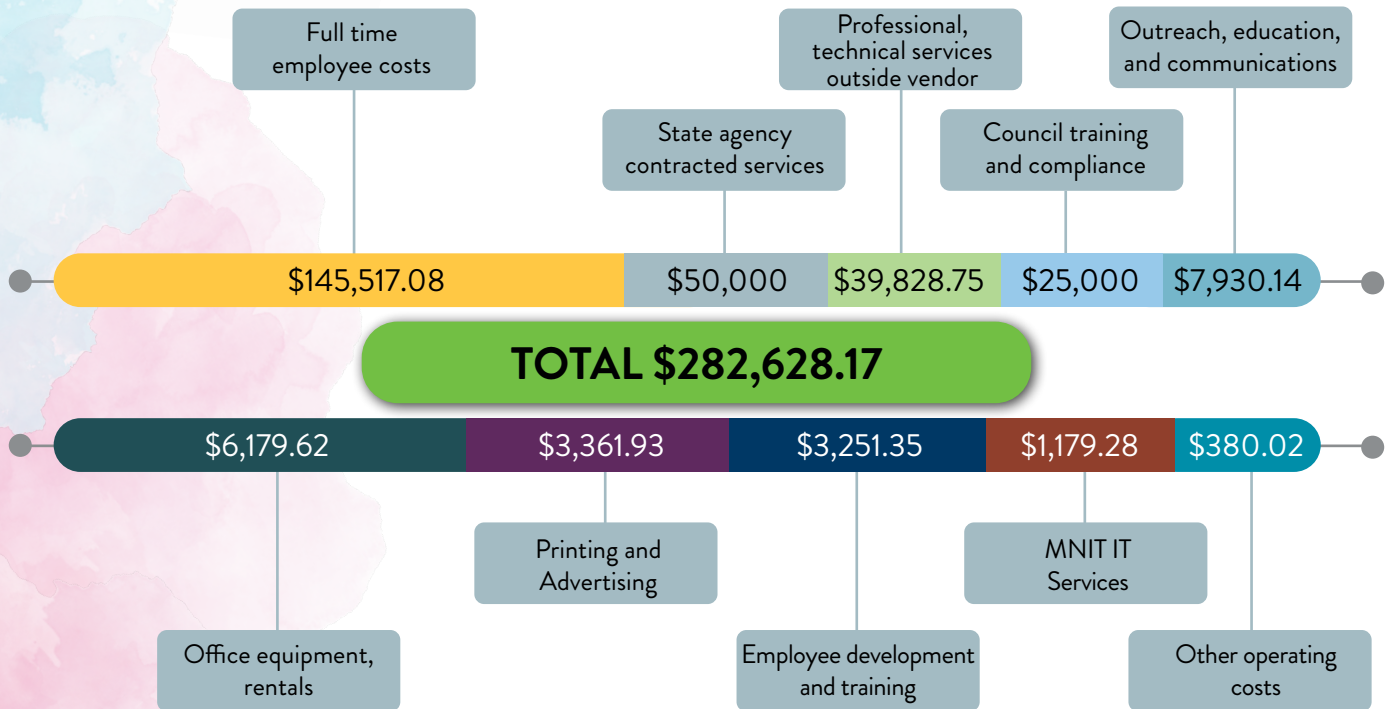 Full time
employee costs
Professional,
technical services
outside vendor
Outreach, education,
and communications
State agency
contracted services
Council training
and compliance
$145,517.08
$50,000
$39,828.75
$25,000
$7,930.14
TOTAL $282,628.17
$6,179.62
$3,361.93
$3,251.35
$1,179.28
$380.02
Printing and
Advertising
MNIT IT
Services
Office equipment,
rentals
Employee development
and training
Other operating
costs